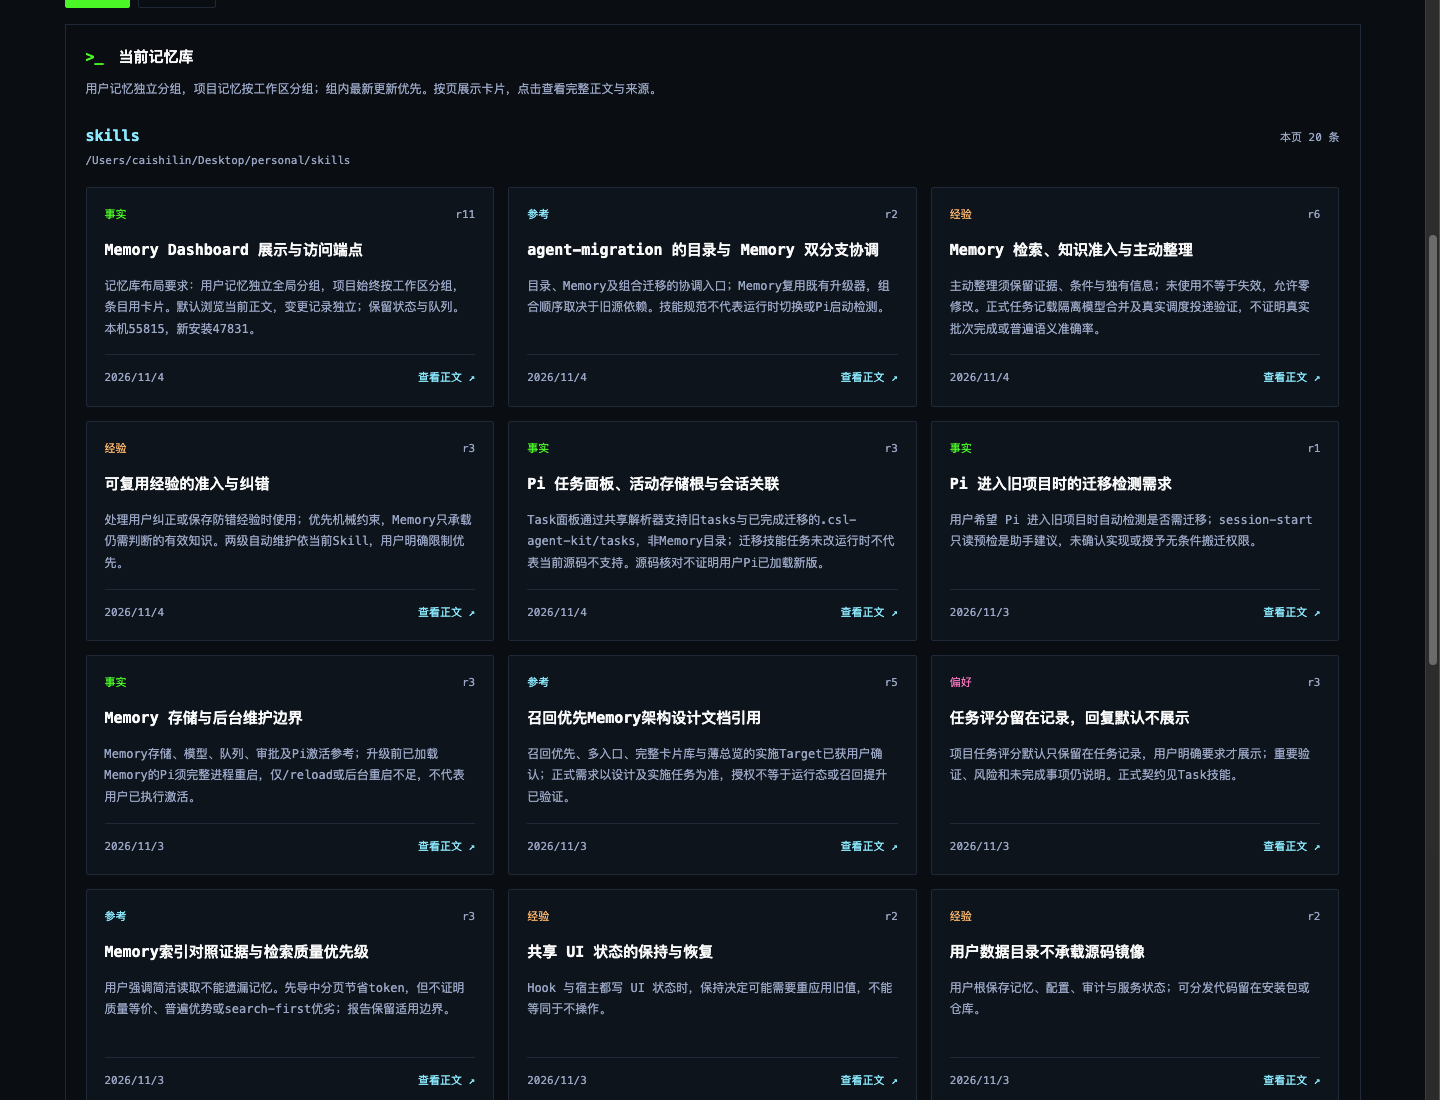 >_ 当前记忆库
用户记忆独立分组，项目记忆按工作区分组；组内最新更新优先。按页展示卡片，点击查看完整正文与来源。
skills
本页 20 条
/Users/caishilin/Desktop/personal/skills
事实
r11
Memory Dashboard 展示与访问端点
记忆库布局要求：用户记忆独立全局分组，项目始终按工作区分组，
条目用卡片。默认浏览当前正文，变更记录独立；保留状态与队列。
本机55815，新安装47831。
2026/11/4
查看正文 ↗
参考
r2
agent-migration 的目录与 Memory 双分支协调
目录、Memory及组合迁移的协调入口；Memory复用既有升级器，组
合顺序取决于旧源依赖。技能规范不代表运行时切换或Pi启动检测。
2026/11/4
查看正文 ↗
经验
r6
Memory 检索、知识准入与主动整理
主动整理须保留证据、条件与独有信息；未使用不等于失效，允许零
修改。正式任务记载隔离模型合并及真实调度投递验证，不证明真实
批次完成或普遍语义准确率。
2026/11/4
查看正文 ↗
经验
r3
可复用经验的准入与纠错
处理用户纠正或保存防错经验时使用；优先机械约束，Memory只承载
仍需判断的有效知识。两级自动维护依当前Skill，用户明确限制优
先。
2026/11/4
查看正文 ↗
事实
r3
Pi 任务面板、活动存储根与会话关联
Task面板通过共享解析器支持旧tasks与已完成迁移的.csl-
agent-kit/tasks，非Memory目录；迁移技能任务未改运行时不代
表当前源码不支持。源码核对不证明用户Pi已加载新版。
2026/11/4
查看正文 ↗
事实
r1
Pi 进入旧项目时的迁移检测需求
用户希望 Pi 进入旧项目时自动检测是否需迁移；session-start
只读预检是助手建议，未确认实现或授予无条件搬迁权限。
2026/11/3
查看正文 ↗
事实
r3
Memory 存储与后台维护边界
Memory存储、模型、队列、审批及Pi激活参考；升级前已加载
Memory的Pi须完整进程重启，仅/reload或后台重启不足，不代表
用户已执行激活。
2026/11/3
查看正文 ↗
参考
r5
召回优先Memory架构设计文档引用
召回优先、多入口、完整卡片库与薄总览的实施Target已获用户确
认；正式需求以设计及实施任务为准，授权不等于运行态或召回提升
已验证。
2026/11/3
查看正文 ↗
偏好
r3
任务评分留在记录，回复默认不展示
项目任务评分默认只保留在任务记录，用户明确要求才展示；重要验
证、风险和未完成事项仍说明。正式契约见Task技能。
2026/11/3
查看正文 ↗
参考
r3
Memory索引对照证据与检索质量优先级
用户强调简洁读取不能遗漏记忆。先导中分页节省token，但不证明
质量等价、普遍优势或search-first优劣；报告保留适用边界。
2026/11/3
查看正文 ↗
经验
r2
共享 UI 状态的保持与恢复
Hook 与宿主都写 UI 状态时，保持决定可能需要重应用旧值，不能
等同于不操作。
2026/11/3
查看正文 ↗
经验
r2
用户数据目录不承载源码镜像
用户根保存记忆、配置、审计与服务状态；可分发代码留在安装包或
仓库。
2026/11/3
查看正文 ↗